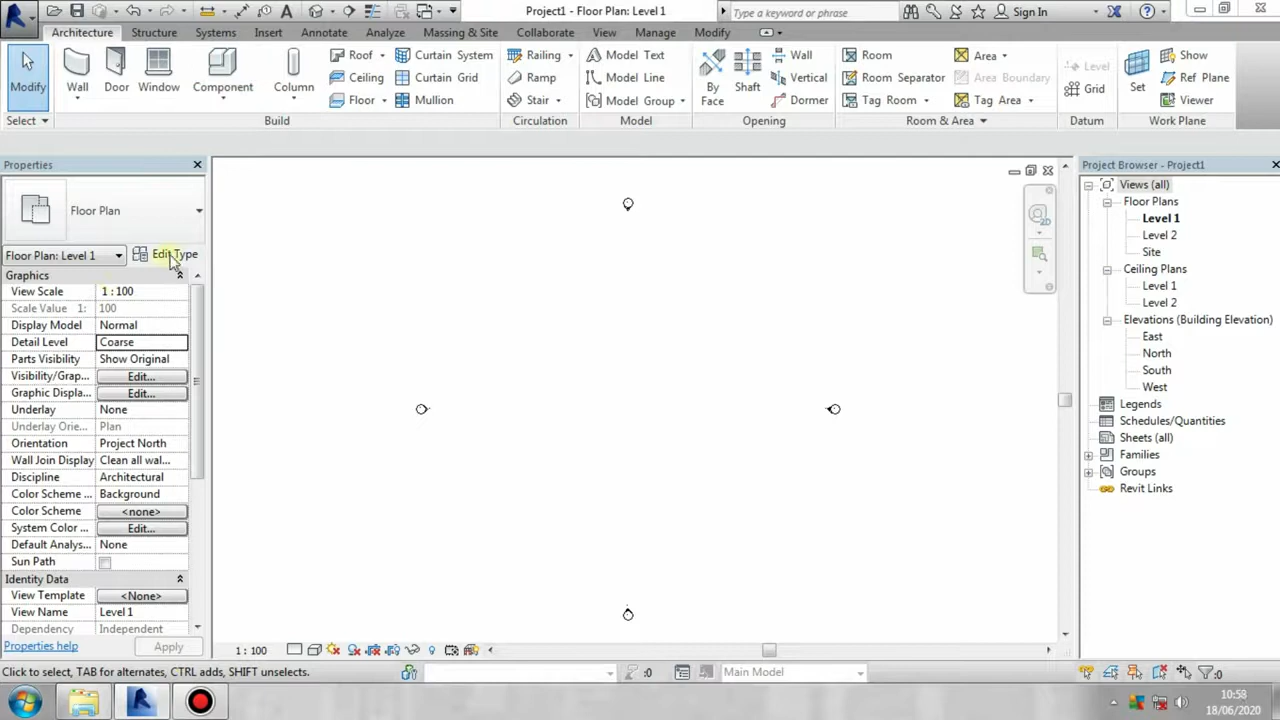 Project1 - Floor Plan: Level 1
Type a keyword or phrase
Sign In
Architecture Structure Systems Insert Annotate Analyze Massing & Site Collaborate View Manage Modify
Modify
Select
Wall
Door
Window
Component
Column
Roof
Ceiling
Floor
Curtain System
Curtain Grid
Mullion
Build
Railing
Ramp
Stair
Circulation
Model Text
Model Line
Model Group
Model
By Face
Shaft
Wall
Vertical
Dormer
Opening
Room
Room Separator
Tag Room
Area
Area Boundary
Tag Area
Room & Area
Level
Grid
Datum
Set
Show
Ref Plane
Viewer
Work Plane
Properties
Floor Plan
Floor Plan: Level 1
Edit Type
Graphics
View Scale 1 : 100
Scale Value 1: 100
Display Model Normal
Detail Level Coarse
Parts Visibility Show Original
Visibility/Grap... Edit...
Graphic Displa... Edit...
Underlay None
Underlay Orie... Plan
Orientation Project North
Wall Join Display Clean all wal...
Discipline Architectural
Color Scheme ... Background
Color Scheme <none>
System Color ... Edit...
Default Analys... None
Sun Path
Identity Data
View Template <None>
View Name Level 1
Dependency Independent
Properties help
Apply
2D
1 : 100
Project Browser - Project1
Views (all)
Floor Plans
Level 1
Level 2
Site
Ceiling Plans
Level 1
Level 2
Elevations (Building Elevation)
East
North
South
West
Legends
Schedules/Quantities
Sheets (all)
Families
Groups
Revit Links
Click to select, TAB for alternates, CTRL adds, SHIFT unselects.
:0
Main Model
:0
10:58
18/06/2020